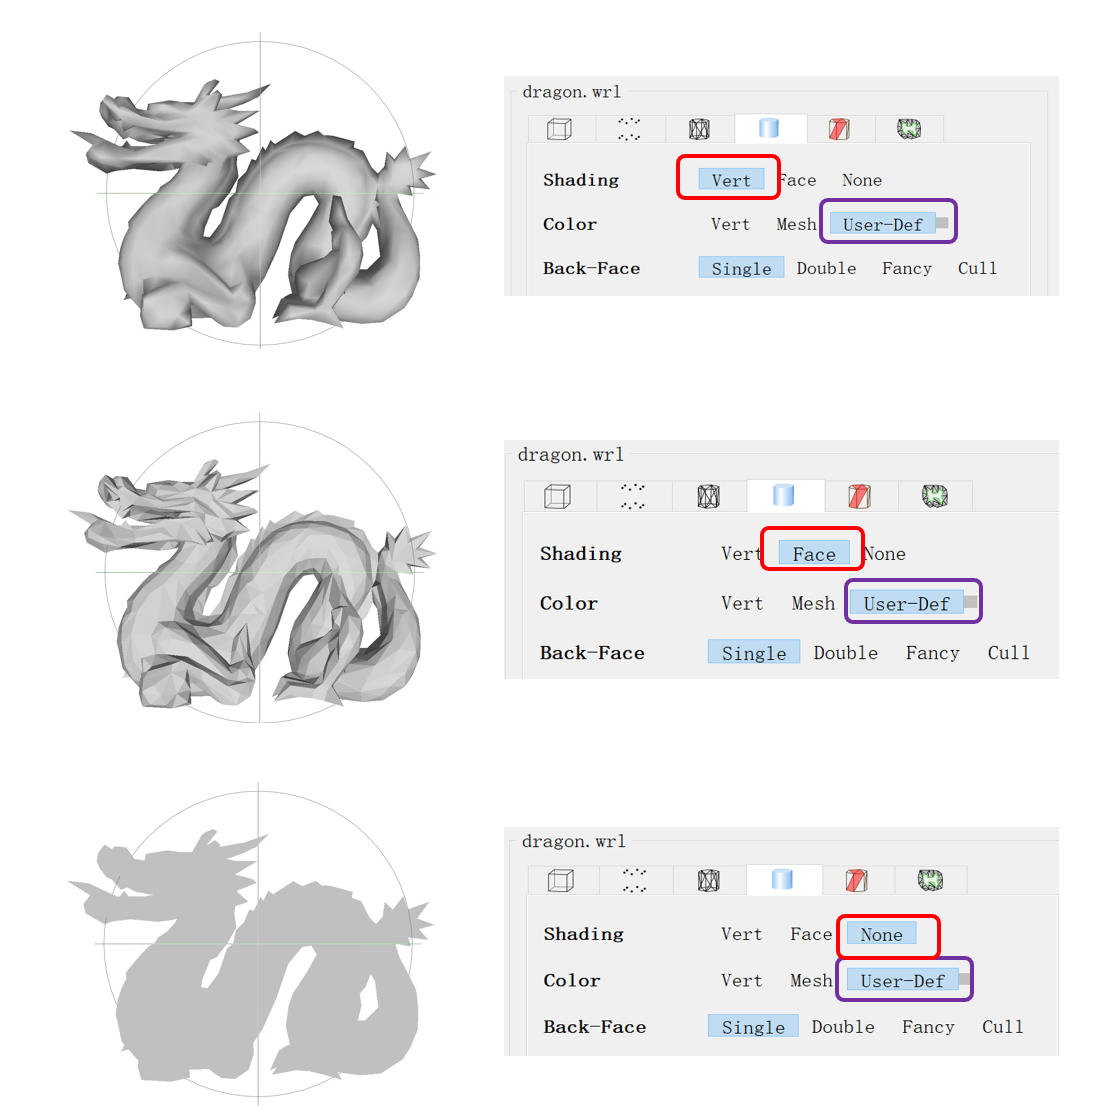 dragon.wrl
Shading Vert Face None
Color Vert Mesh User-Def
Back-Face Single Double Fancy Cull
dragon.wrl
Shading Vert Face None
Color Vert Mesh User-Def
Back-Face Single Double Fancy Cull
dragon.wrl
Shading Vert Face None
Color Vert Mesh User-Def
Back-Face Single Double Fancy Cull